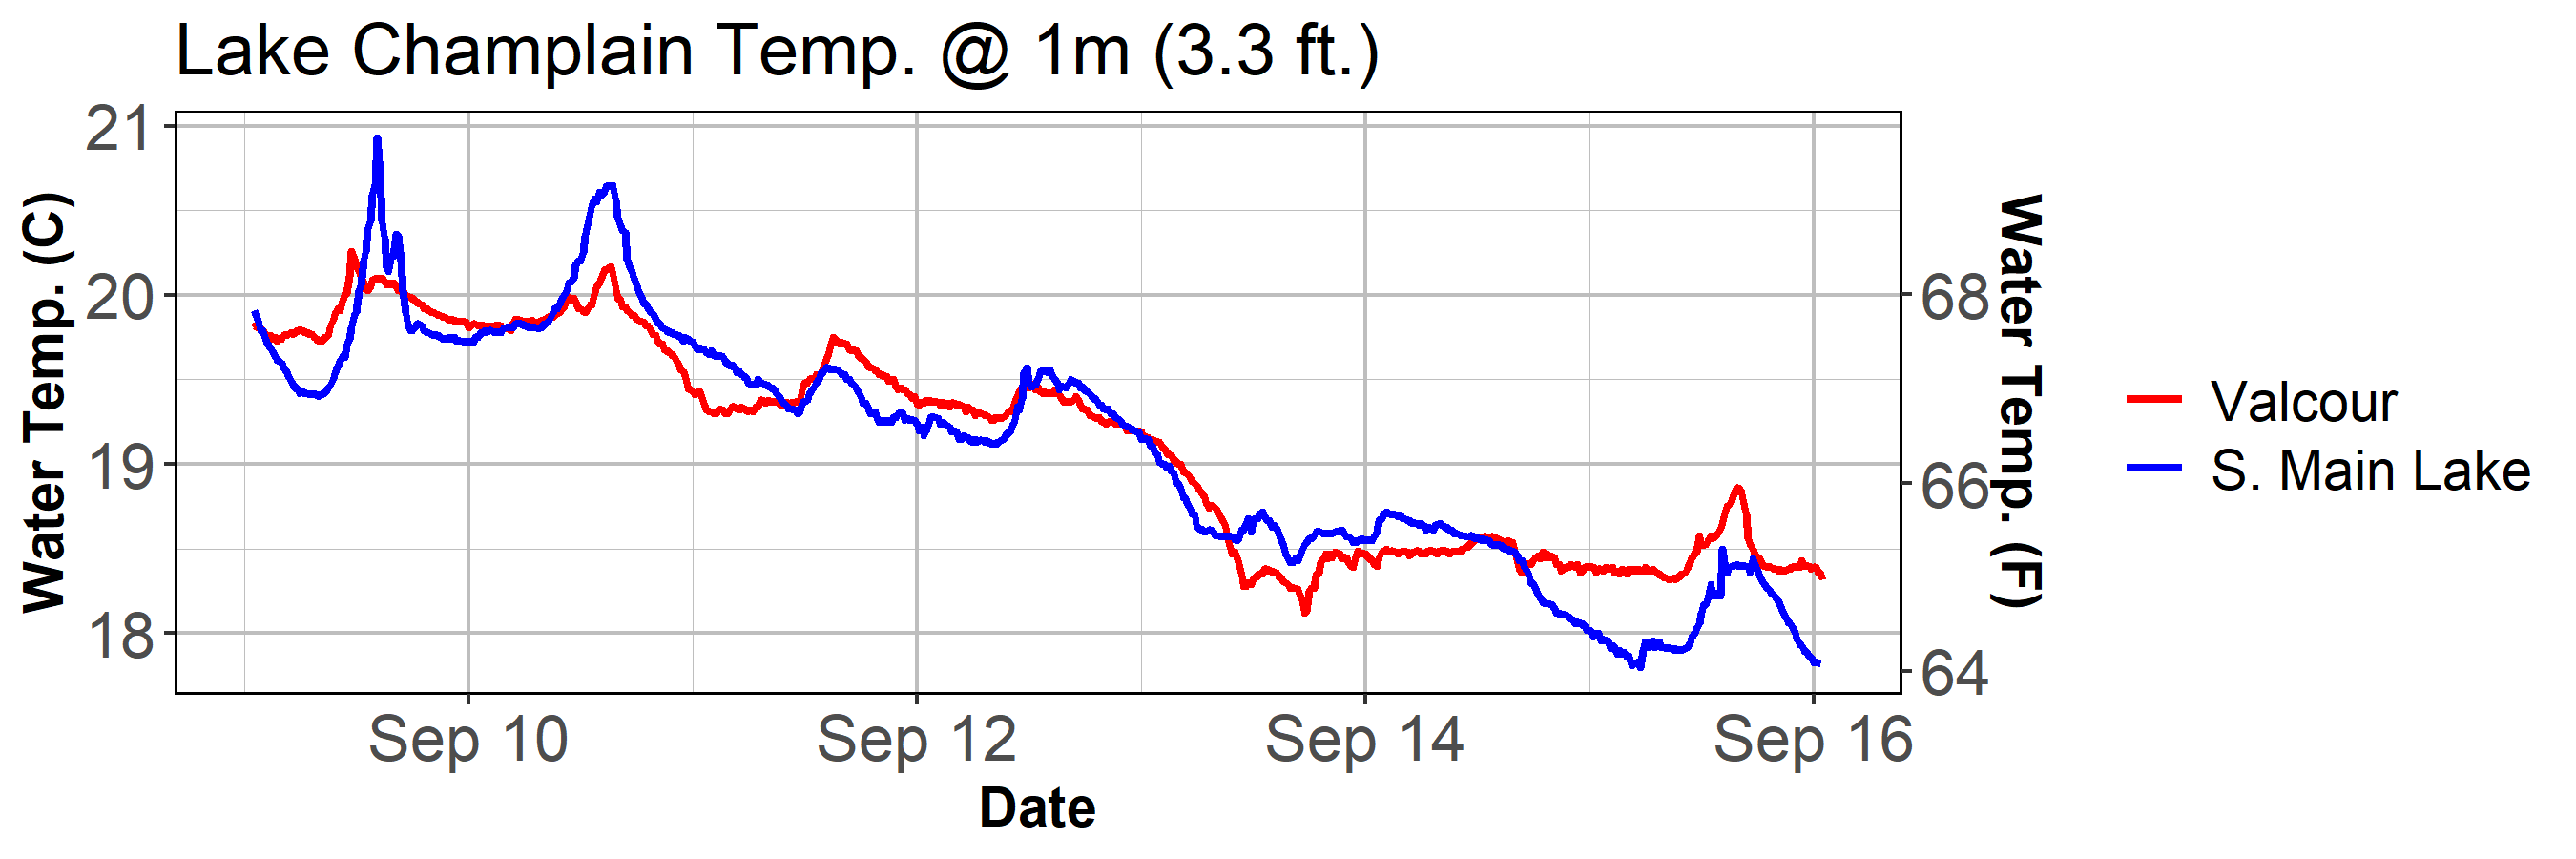 Lake Champlain Temp. @ 1m (3.3 ft.)
Water Temp. (C)
21
20
19
18
68
66
64
Water Temp. (F)
Sep 10
Sep 12
Sep 14
Sep 16
Date
Valcour
S. Main Lake